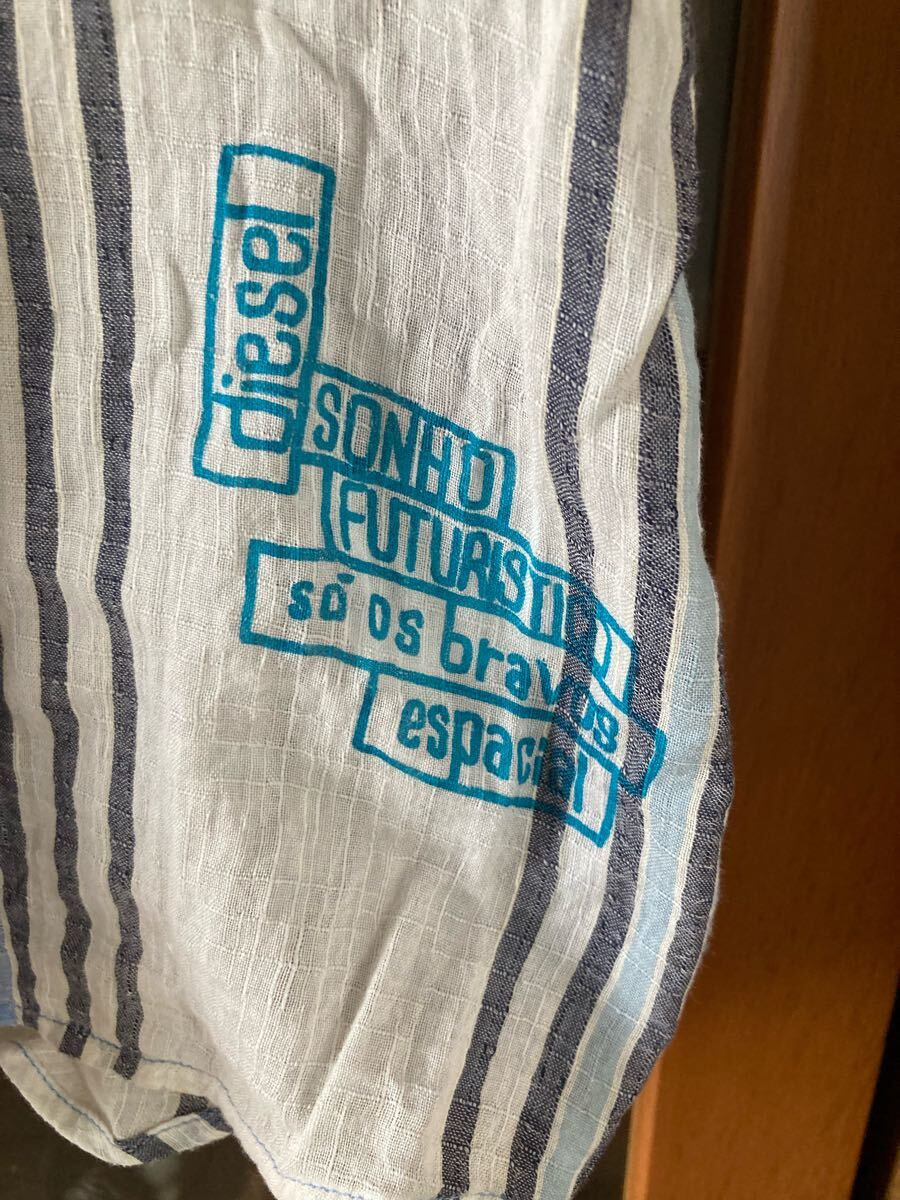 diesel
SONHO
FUTURISTICO
só os bravos
espacial